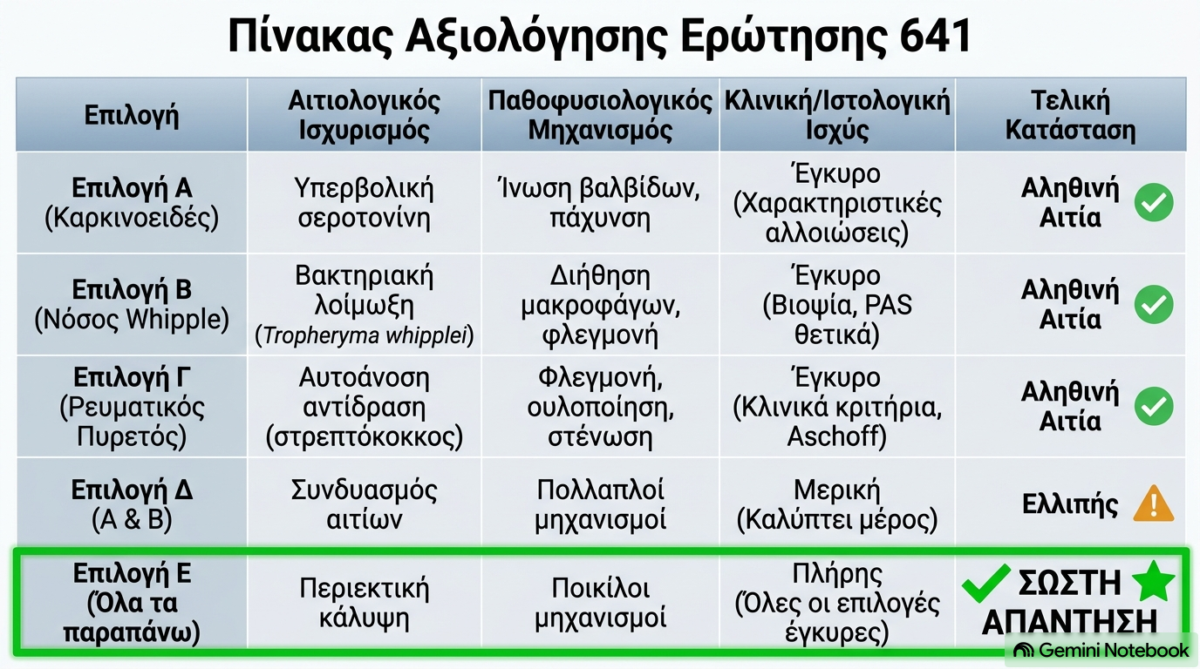 Πίνακας Αξιολόγησης Ερώτησης 641
Επιλογή
Αιτιολογικός
Ισχυρισμός
Παθοφυσιολογικός
Μηχανισμός
Κλινική/Ιστολογική
Ισχύς
Τελική
Κατάσταση
Επιλογή Α
(Καρκινοειδές)
Υπερβολική
σεροτονίνη
Ίνωση βαλβίδων,
πάχυνση
Έγκυρο
(Χαρακτηριστικές
αλλοιώσεις)
Αληθινή
Αιτία
Επιλογή Β
(Νόσος Whipple)
Βακτηριακή
λοίμωξη
(Tropheryma whipplei)
Διήθηση
μακροφάγων,
φλεγμονή
Έγκυρο
(Βιοψία, PAS
θετικά)
Αληθινή
Αιτία
Επιλογή Γ
(Ρευματικός
Πυρετός)
Αυτοάνοση
αντίδραση
(στρεπτόκοκκος)
Φλεγμονή,
ουλοποίηση,
στένωση
Έγκυρο
(Κλινικά κριτήρια,
Aschoff)
Αληθινή
Αιτία
Επιλογή Δ
(Α & Β)
Συνδυασμός
αιτίων
Πολλαπλοί
μηχανισμοί
Μερική
(Καλύπτει μέρος)
Ελλιπής
Επιλογή Ε
(Όλα τα
παραπάνω)
Περιεκτική
κάλυψη
Ποικίλοι
μηχανισμοί
Πλήρης
(Όλες οι επιλογές
έγκυρες)
ΣΩΣΤΗ
ΑΠΑΝΤΗΣΗ
Gemini Notebook